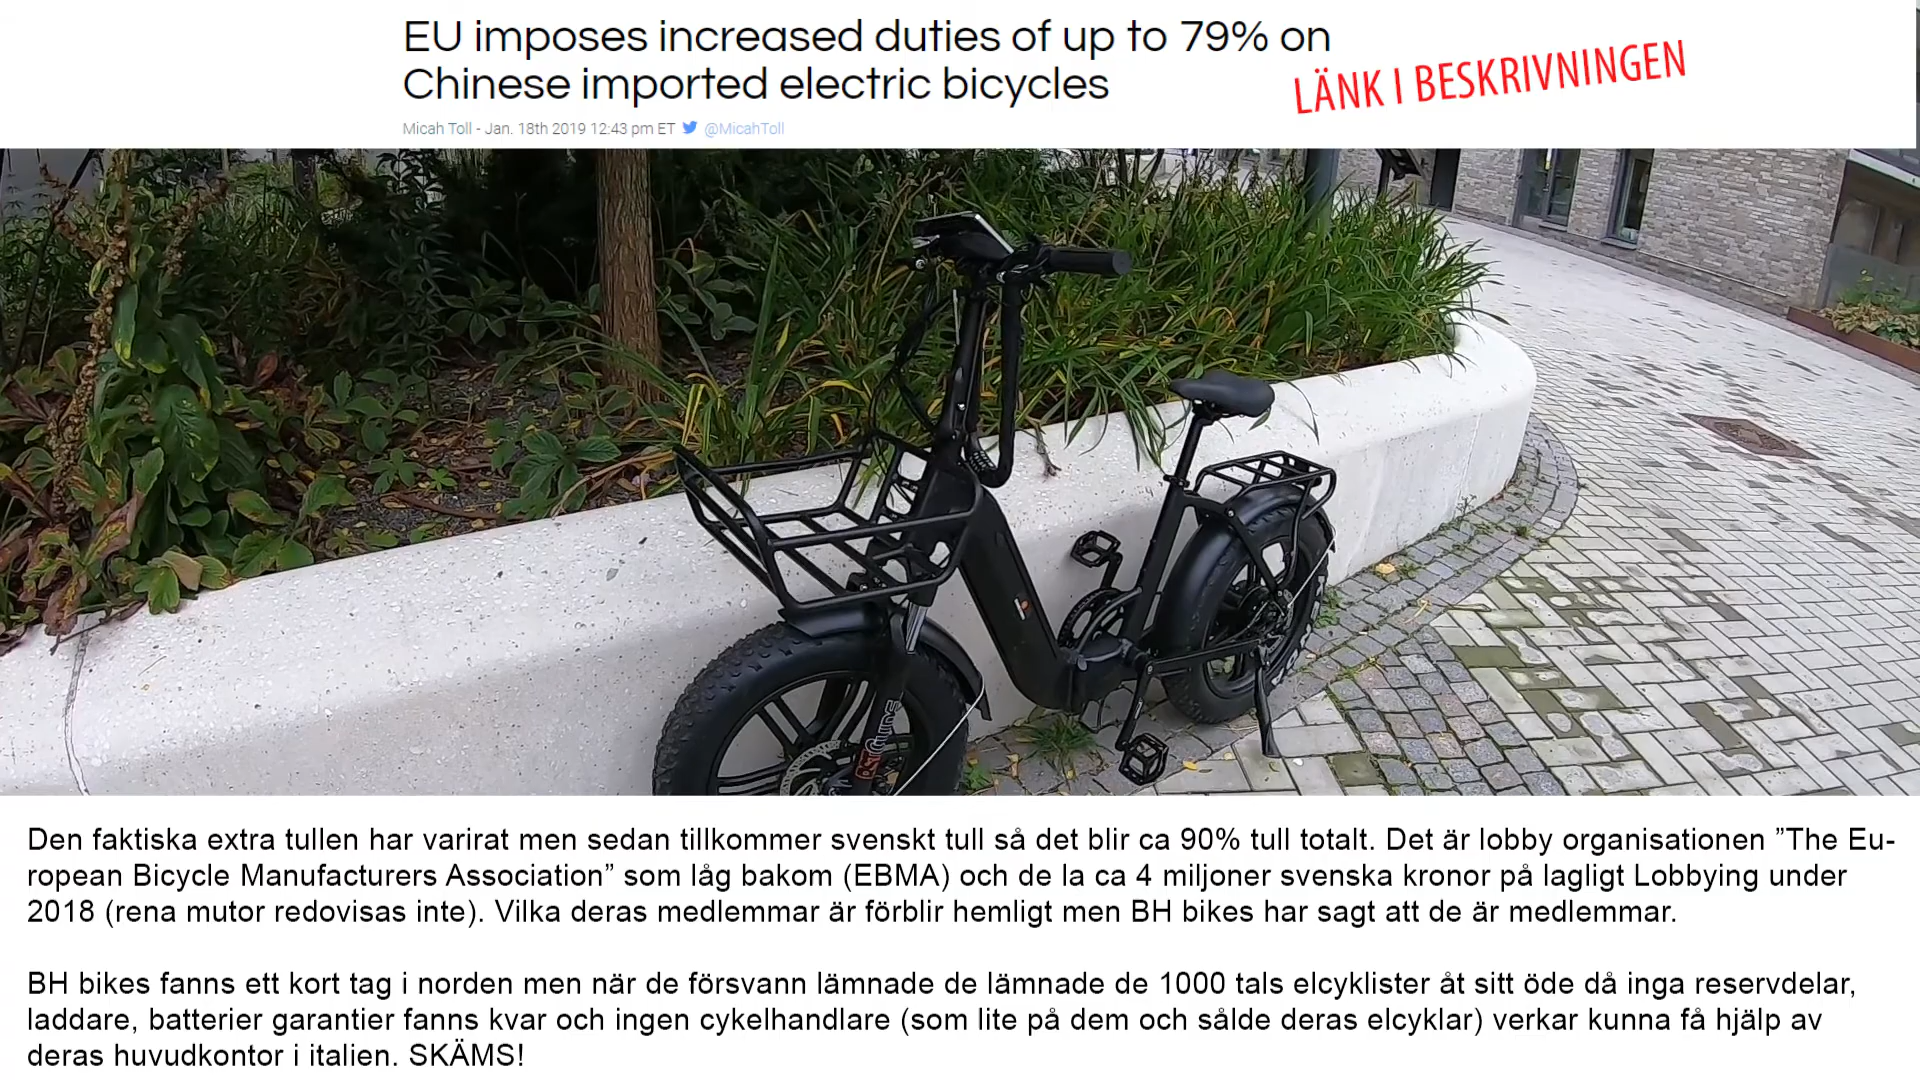 EU imposes increased duties of up to 79% on
Chinese imported electric bicycles
LÄNK I BESKRIVNINGEN
Micah Toll - Jan. 18th 2019 12:43 pm ET @MicahToll
Den faktiska extra tullen har varirat men sedan tillkommer svenskt tull så det blir ca 90% tull totalt. Det är lobby organisationen ”The Eu-
ropean Bicycle Manufacturers Association” som låg bakom (EBMA) och de la ca 4 miljoner svenska kronor på lagligt Lobbying under
2018 (rena mutor redovisas inte). Vilka deras medlemmar är förblir hemligt men BH bikes har sagt att de är medlemmar.
BH bikes fanns ett kort tag i norden men när de försvann lämnade de lämnade de 1000 tals elcyklister åt sitt öde då inga reservdelar,
laddare, batterier garantier fanns kvar och ingen cykelhandlare (som lite på dem och sålde deras elcyklar) verkar kunna få hjälp av
deras huvudkontor i italien. SKÄMS!